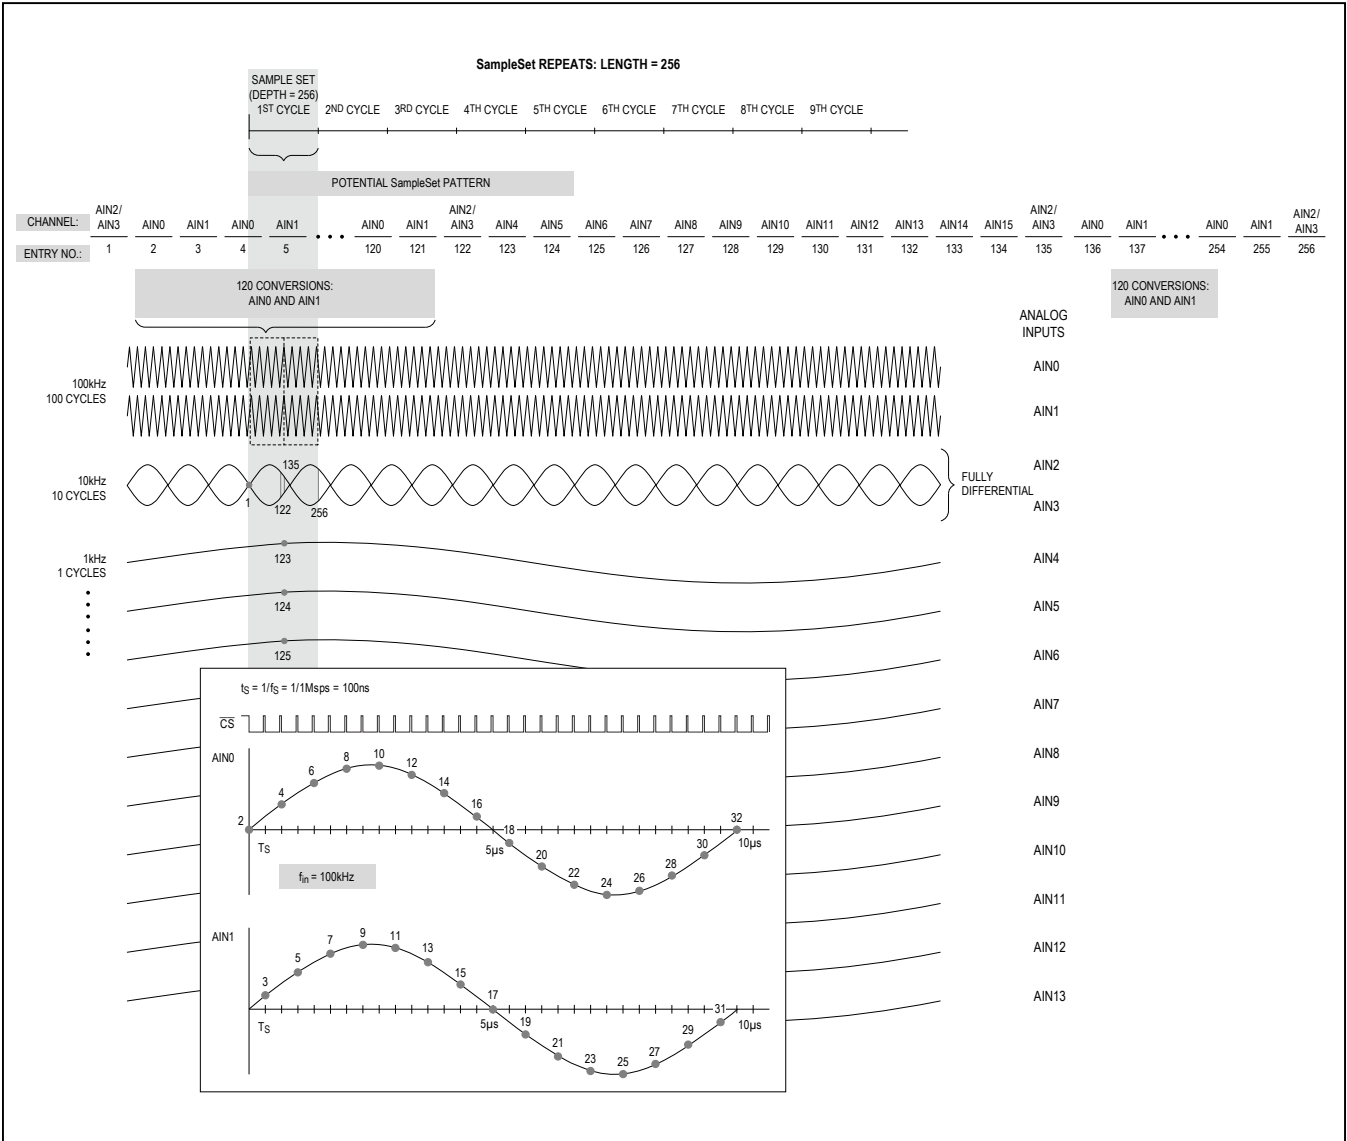 SampleSet REPEATS: LENGTH = 256
SAMPLE SET
(DEPTH = 256)
1ST CYCLE 2ND CYCLE 3RD CYCLE 4TH CYCLE 5TH CYCLE 6TH CYCLE 7TH CYCLE 8TH CYCLE 9TH CYCLE
POTENTIAL SampleSet PATTERN
CHANNEL: AIN2/AIN3 AIN0 AIN1 AIN0 AIN1 • • • AIN0 AIN1 AIN2/AIN3 AIN4 AIN5 AIN6 AIN7 AIN8 AIN9 AIN10 AIN11 AIN12 AIN13 AIN14 AIN15 AIN2/AIN3 AIN0 AIN1 • • • AIN0 AIN1 AIN2/AIN3
ENTRY NO.: 1 2 3 4 5 120 121 122 123 124 125 126 127 128 129 130 131 132 133 134 135 136 137 254 255 256
120 CONVERSIONS:
AIN0 AND AIN1
120 CONVERSIONS:
AIN0 AND AIN1
ANALOG
INPUTS
100kHz
100 CYCLES
AIN0
AIN1
10kHz
10 CYCLES
1
122
135
256
FULLY
DIFFERENTIAL
AIN2
AIN3
1kHz
1 CYCLES
123
AIN4
124
AIN5
125
AIN6
AIN7
AIN8
AIN9
AIN10
AIN11
AIN12
AIN13
tS = 1/fS = 1/1Msps = 100ns
CS
AIN0
2 4 6 8 10 12 14 16 18 20 22 24 26 28 30 32
TS
5µs
10µs
fin = 100kHz
AIN1
3 5 7 9 11 13 15 17 19 21 23 25 27 29 31
TS
5µs
10µs